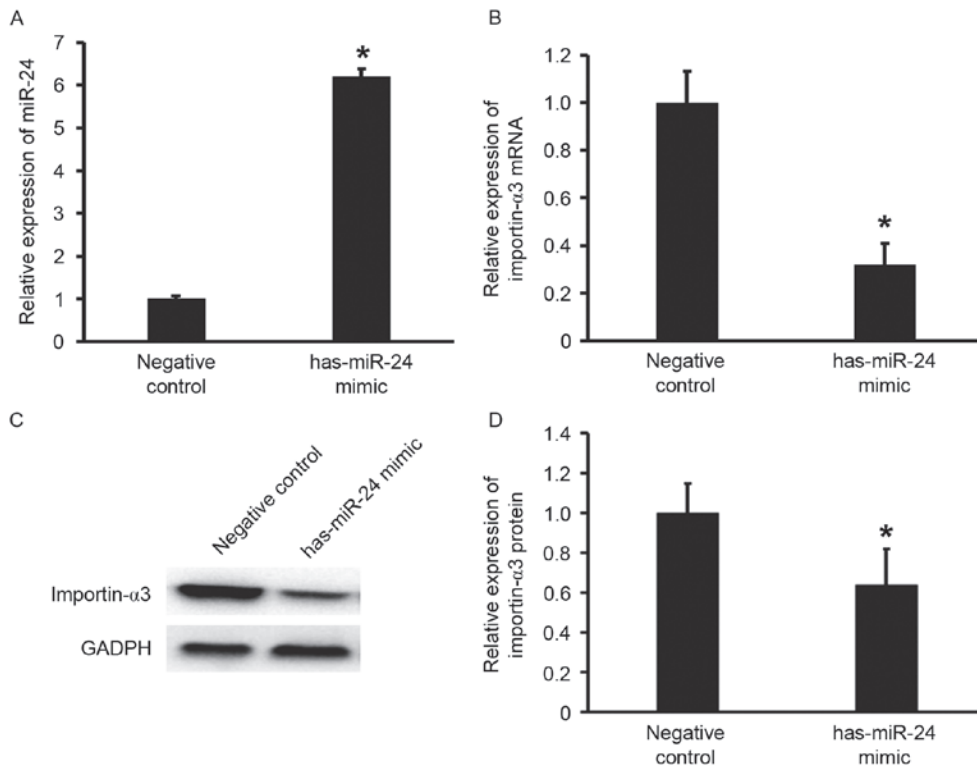 A
Relative expression of miR-24
7
6
5
4
3
2
1
0
*
Negative
control
has-miR-24
mimic
B
Relative expression of
importin-α3 mRNA
1.2
1.0
0.8
0.6
0.4
0.2
0
*
Negative
control
has-miR-24
mimic
C
Negative control
has-miR-24 mimic
Importin-α3
GADPH
D
Relative expression of
importin-α3 protein
1.4
1.2
1.0
0.8
0.6
0.4
0.2
0
*
Negative
control
has-miR-24
mimic